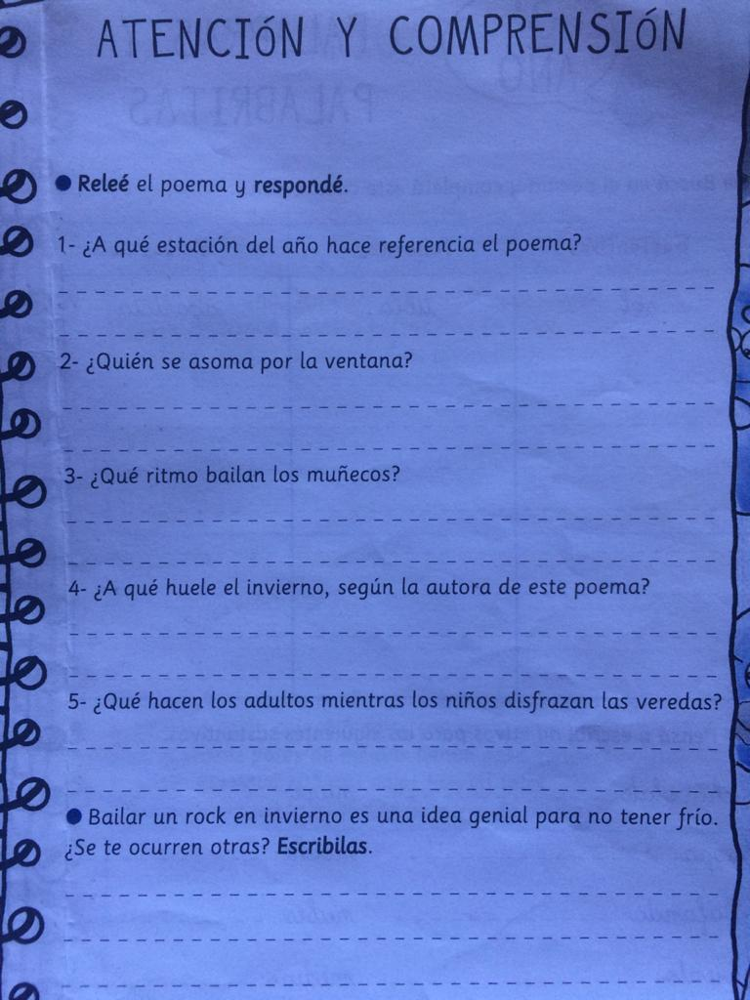 ATENCIÓN Y COMPRENSIÓN
● Releé el poema y respondé.
1- ¿A qué estación del año hace referencia el poema?
2- ¿Quién se asoma por la ventana?
3- ¿Qué ritmo bailan los muñecos?
4- ¿A qué huele el invierno, según la autora de este poema?
5- ¿Qué hacen los adultos mientras los niños disfrazan las veredas?
● Bailar un rock en invierno es una idea genial para no tener frío.
¿Se te ocurren otras? Escribilas.